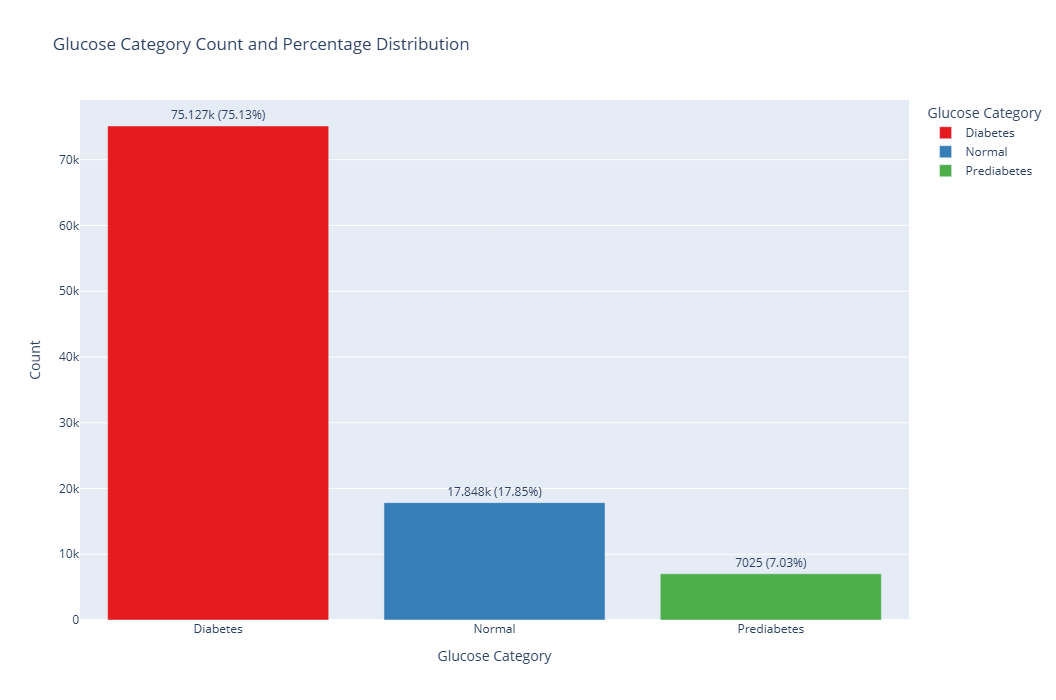 Glucose Category Count and Percentage Distribution
75.127k (75.13%)
17.848k (17.85%)
7025 (7.03%)
70k
60k
50k
40k
30k
20k
10k
0
Count
Diabetes
Normal
Prediabetes
Glucose Category
Glucose Category
Diabetes
Normal
Prediabetes